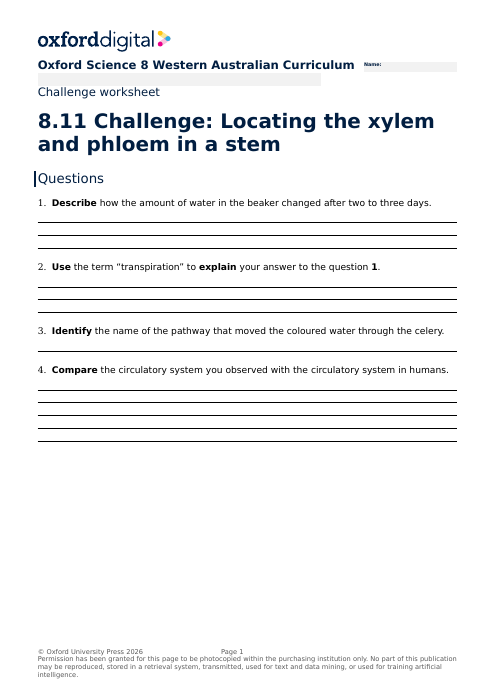 oxforddigital
Oxford Science 8 Western Australian Curriculum Name:
Challenge worksheet
8.11 Challenge: Locating the xylem
and phloem in a stem
Questions
1. Describe how the amount of water in the beaker changed after two to three days.
2. Use the term “transpiration” to explain your answer to the question 1.
3. Identify the name of the pathway that moved the coloured water through the celery.
4. Compare the circulatory system you observed with the circulatory system in humans.
© Oxford University Press 2026 Page 1
Permission has been granted for this page to be photocopied within the purchasing institution only. No part of this publication
may be reproduced, stored in a retrieval system, transmitted, used for text and data mining, or used for training artificial
intelligence.